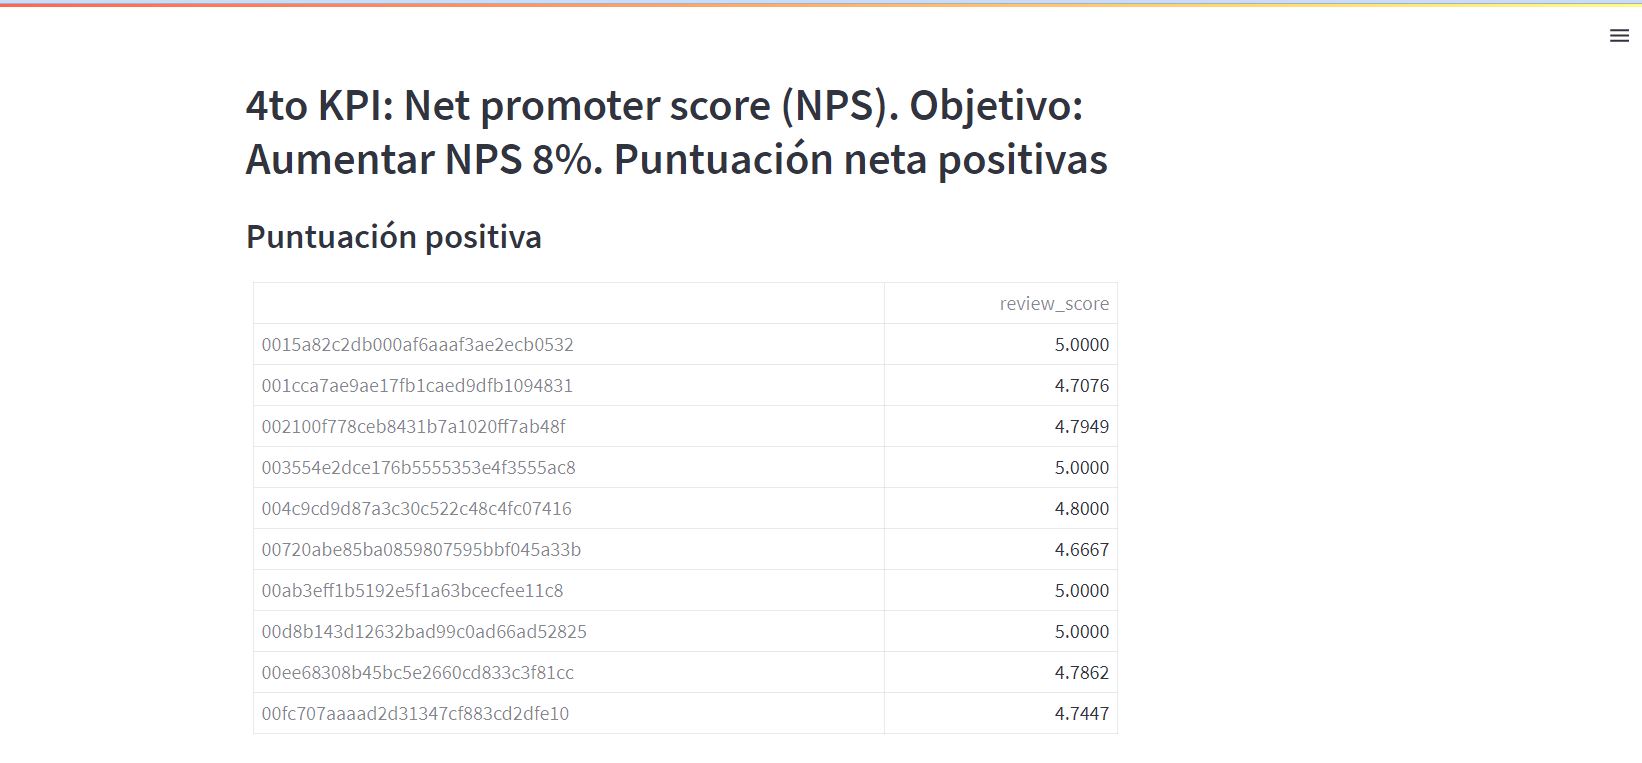 4to KPI: Net promoter score (NPS). Objetivo:
Aumentar NPS 8%. Puntuación neta positivas
Puntuación positiva
review_score
0015a82c2db000af6aaaf3ae2ecb0532 5.0000
001cca7ae9ae17fb1caed9dfb1094831 4.7076
002100f778ceb8431b7a1020ff7ab48f 4.7949
003554e2dce176b5555353e4f3555ac8 5.0000
004c9cd9d87a3c30c522c48c4fc07416 4.8000
00720abe85ba0859807595bbf045a33b 4.6667
00ab3eff1b5192e5f1a63bcecfee11c8 5.0000
00d8b143d12632bad99c0ad66ad52825 5.0000
00ee68308b45bc5e2660cd833c3f81cc 4.7862
00fc707aaaad2d31347cf883cd2dfe10 4.7447